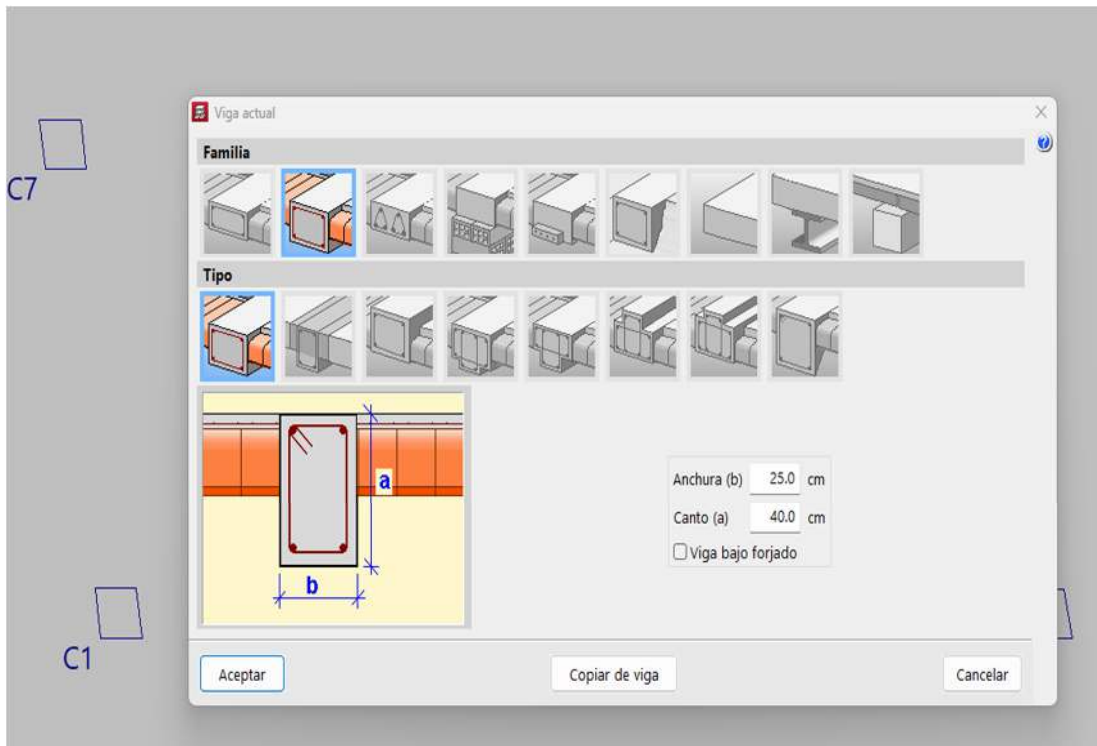 Viga actual
Familia
C7
Tipo
a
b
Anchura (b) 25.0 cm
Canto (a) 40.0 cm
Viga bajo forjado
C1
Aceptar Copiar de viga Cancelar
?